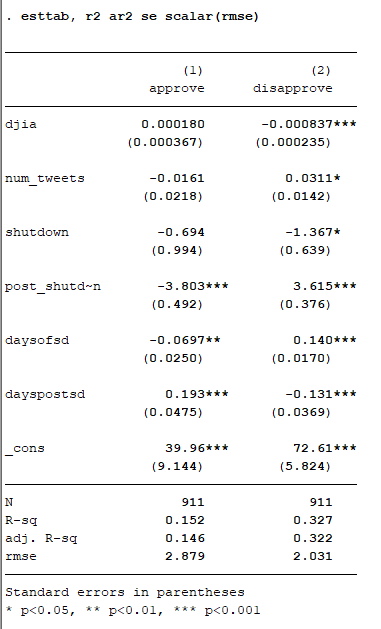 . esttab, r2 ar2 se scalar(rmse)
(1) (2)
approve disapprove
djia 0.000180 -0.000837***
(0.000367) (0.000235)
num_tweets -0.0161 0.0311*
(0.0218) (0.0142)
shutdown -0.694 -1.367*
(0.994) (0.639)
post_shutd~n -3.803*** 3.615***
(0.492) (0.376)
daysofsd -0.0697** 0.140***
(0.0250) (0.0170)
dayspostsd 0.193*** -0.131***
(0.0475) (0.0369)
_cons 39.96*** 72.61***
(9.144) (5.824)
N 911 911
R-sq 0.152 0.327
adj. R-sq 0.146 0.322
rmse 2.879 2.031
Standard errors in parentheses
* p<0.05, ** p<0.01, *** p<0.001